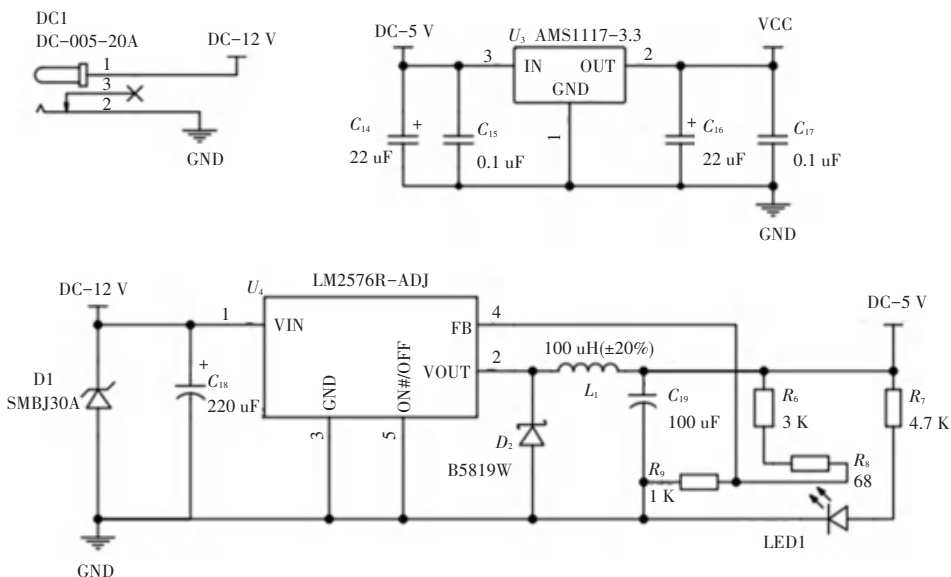 DC1
DC-005-20A
DC-12 V
1
3
2
GND
DC-5 V
U3 AMS1117-3.3
VCC
3
IN
OUT
2
GND
1
C14
+
22 uF
C15
0.1 uF
+
C16
22 uF
C17
0.1 uF
GND
DC-12 V
U4
LM2576R-ADJ
1
VIN
FB
4
VOUT
2
GND
ON#/OFF
3
5
D1
SMBJ30A
+
C18
220 uF
GND
100 uH(±20%)
L1
D2
B5819W
C19
100 uF
R9
1 K
R6
3 K
R8
68
DC-5 V
R7
4.7 K
LED1